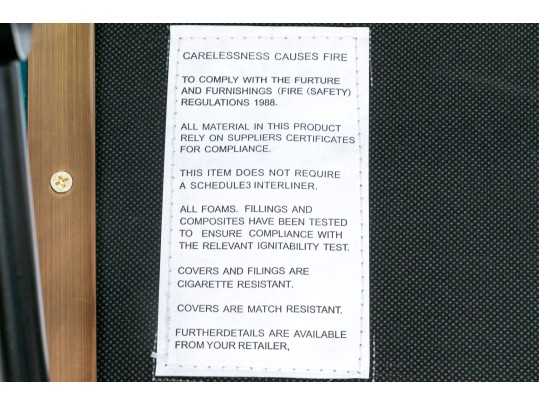 CARELESSNESS CAUSES FIRE
TO COMPLY WITH THE FURTURE
AND FURNISHINGS (FIRE (SAFETY)
REGULATIONS 1988.
ALL MATERIAL IN THIS PRODUCT
RELY ON SUPPLIERS CERTIFICATES
FOR COMPLIANCE.
THIS ITEM DOES NOT REQUIRE
A SCHEDULE3 INTERLINER.
ALL FOAMS. FILLINGS AND
COMPOSITES HAVE BEEN TESTED
TO ENSURE COMPLIANCE WITH
THE RELEVANT IGNITABILITY TEST.
COVERS AND FILINGS ARE
CIGARETTE RESISTANT.
COVERS ARE MATCH RESISTANT.
FURTHERDETAILS ARE AVAILABLE
FROM YOUR RETAILER,